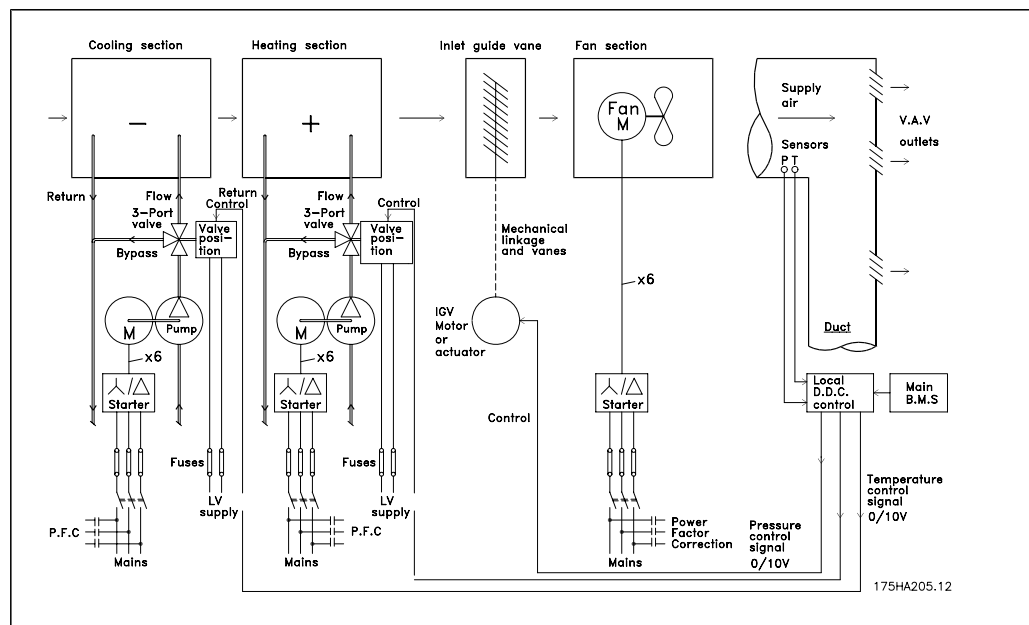 Cooling section
Heating section
Inlet guide vane
Fan section
−
+
Fan
M
Supply
air
Sensors
P T
V.A.V
outlets
Return
Flow
3-Port
valve
Bypass
Return
Control
Valve
posi-
tion
Flow
3-Port
valve
Bypass
Control
Valve
posi-
tion
Mechanical
linkage
and vanes
x6
M
Pump
M
Pump
IGV
Motor
or
actuator
Duct
x6
x6
Starter
Starter
Starter
Local
D.D.C.
control
Main
B.M.S
Control
Fuses
Fuses
LV
supply
LV
supply
Temperature
control
signal
0/10V
P.F.C
P.F.C
Power
Factor
Correction
Pressure
control
signal
0/10V
Mains
Mains
Mains
175HA205.12